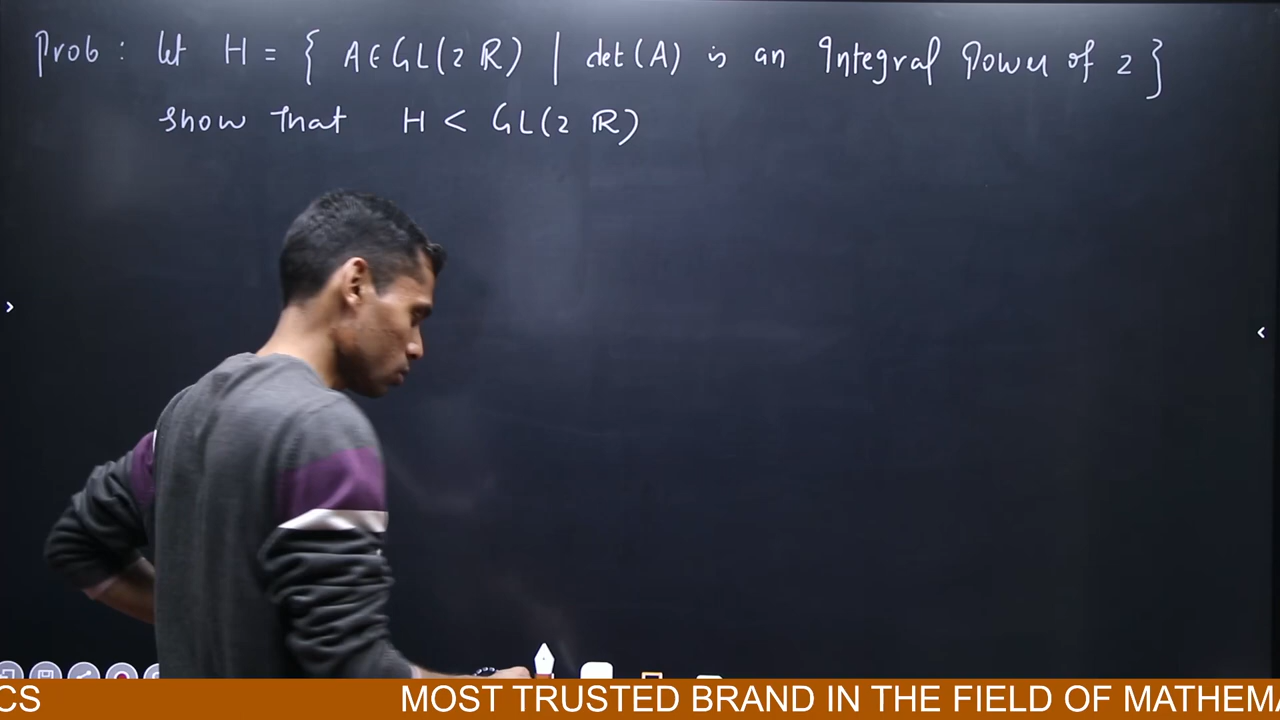 Prob : let H = { A ∈ GL(2 ℝ) | det(A) is an Integral Power of 2 }
show that H < GL(2 ℝ)
CS MOST TRUSTED BRAND IN THE FIELD OF MATHEMA